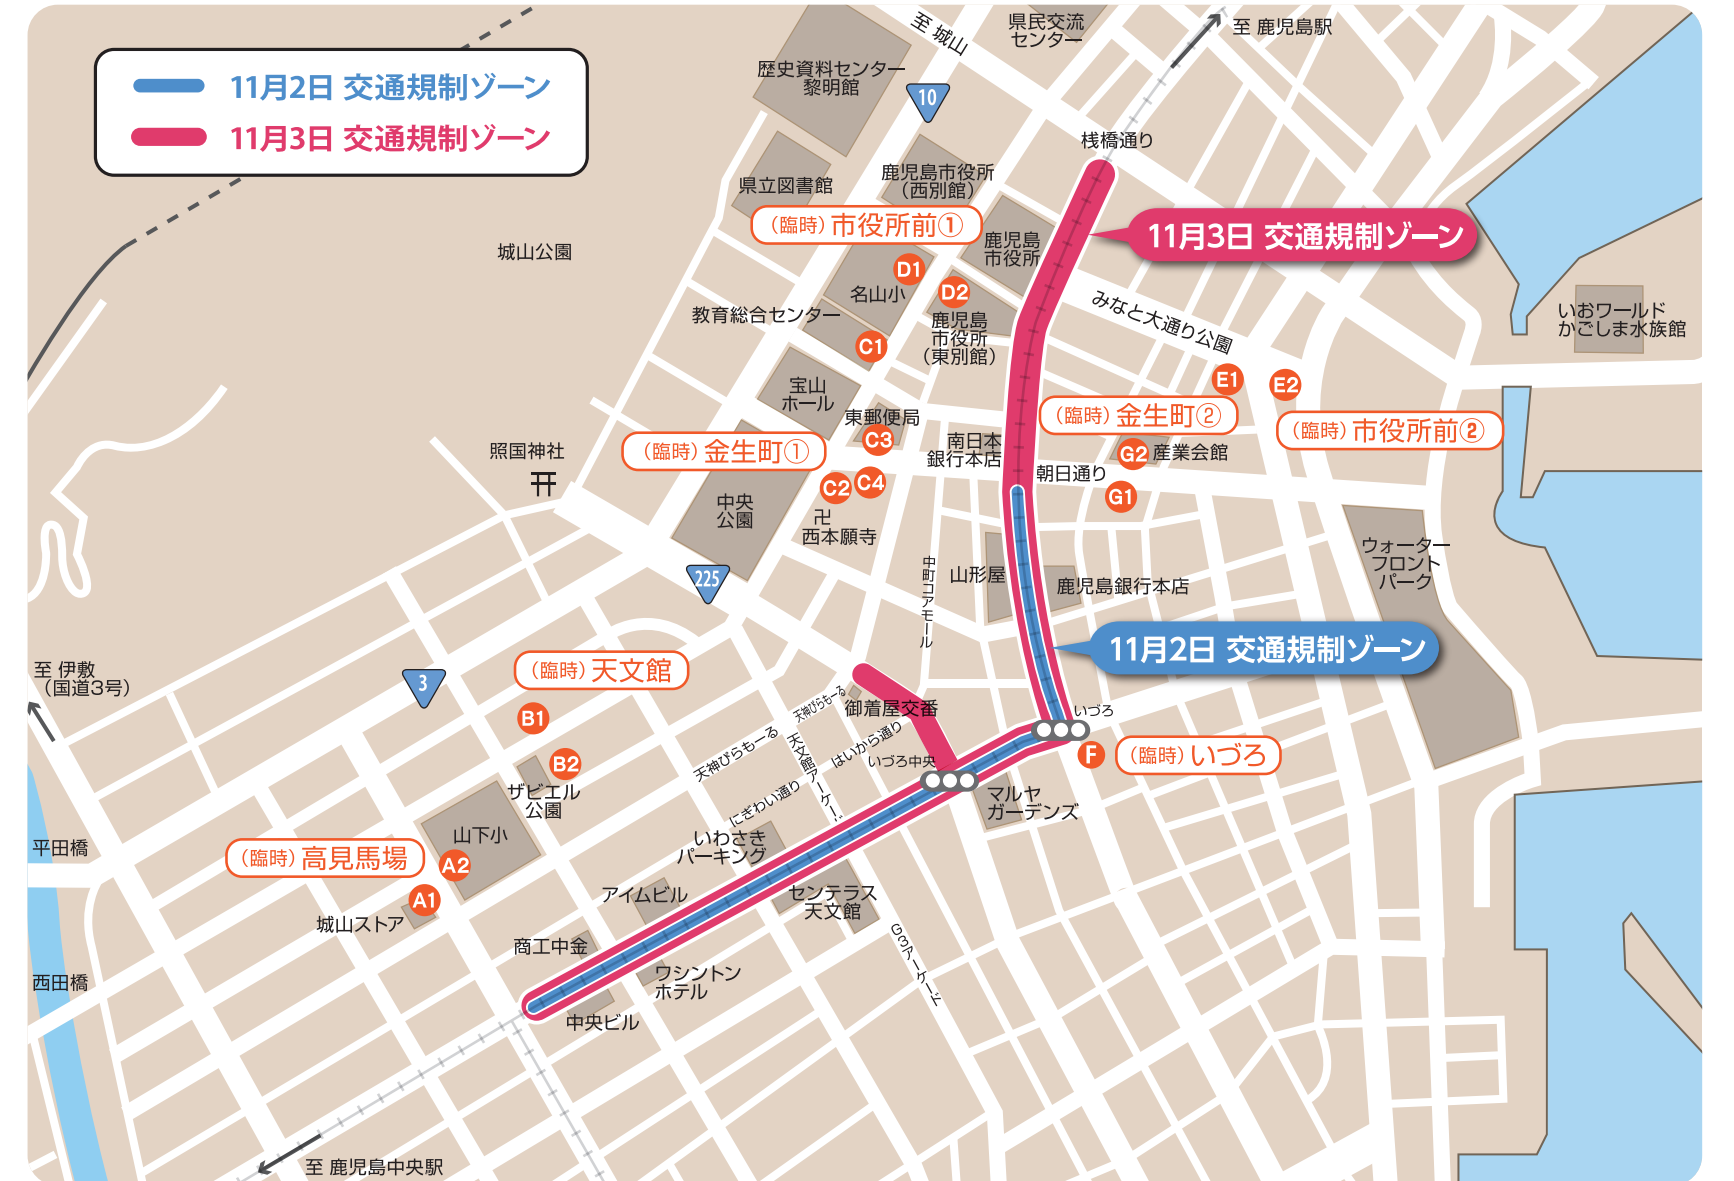 11月2日 交通規制ゾーン
11月3日 交通規制ゾーン
至 城山
県民交流
センター
至 鹿児島駅
歴史資料センター
黎明館
10
桟橋通り
県立図書館
鹿児島市役所
（西別館）
（臨時）市役所前①
鹿児島
市役所
11月3日 交通規制ゾーン
城山公園
D1
名山小
D2
みなと大通り公園
いおワールド
かごしま水族館
教育総合センター
鹿児島
市役所
（東別館）
C1
E1
E2
宝山
ホール
東郵便局
C3
（臨時）金生町②
（臨時）市役所前②
照国神社
（臨時）金生町①
南日本
銀行本店
G2
産業会館
朝日通り
C2
C4
G1
中央
公園
卍
西本願寺
ウォーター
フロント
パーク
225
中町コアモール
山形屋
鹿児島銀行本店
11月2日 交通規制ゾーン
至 伊敷
（国道3号）
3
（臨時）天文館
B1
天神ぴらもーる
御着屋交番
いづろ
天神ぴらもーる
天文館アーケード
はいから通り
いづろ中央
F
（臨時）いづろ
B2
ザビエル
公園
にぎわい通り
マルヤ
ガーデンズ
山下小
いわさき
パーキング
平田橋
（臨時）高見馬場
A2
A1
アイムビル
センテラス
天文館
城山ストア
商工中金
G3アーケード
西田橋
ワシントン
ホテル
中央ビル
至 鹿児島中央駅